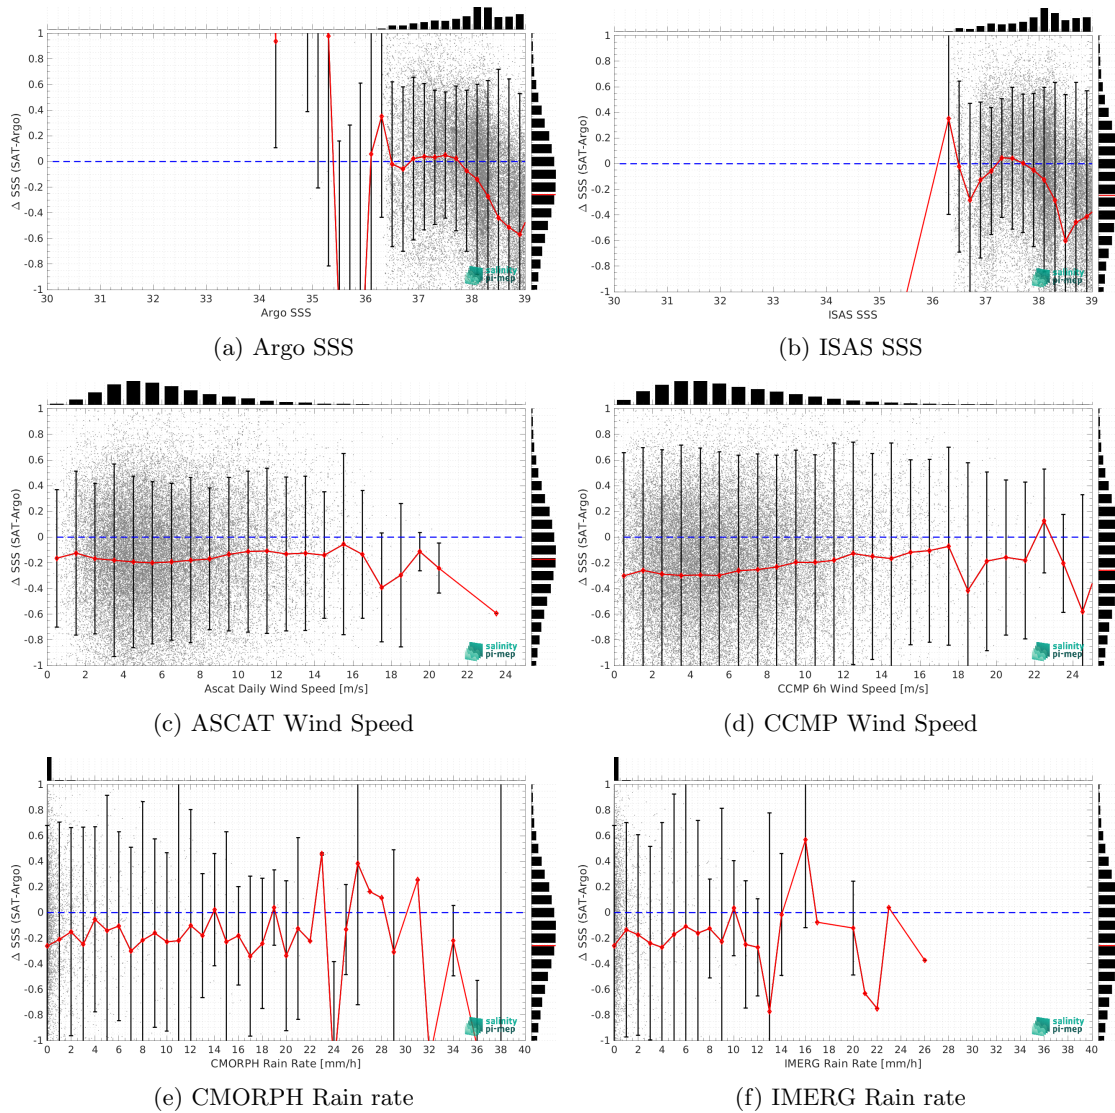 1
0.8
0.6
0.4
0.2
0
-0.2
-0.4
-0.6
-0.8
-1
Δ SSS (SAT-Argo)
30 31 32 33 34 35 36 37 38 39
Argo SSS
salinity
pi-mep
(a) Argo SSS
1
0.8
0.6
0.4
0.2
0
-0.2
-0.4
-0.6
-0.8
-1
Δ SSS (SAT-Argo)
30 31 32 33 34 35 36 37 38 39
ISAS SSS
salinity
pi-mep
(b) ISAS SSS
1
0.8
0.6
0.4
0.2
0
-0.2
-0.4
-0.6
-0.8
-1
Δ SSS (SAT-Argo)
0 2 4 6 8 10 12 14 16 18 20 22 24
Ascat Daily Wind Speed [m/s]
salinity
pi-mep
(c) ASCAT Wind Speed
1
0.8
0.6
0.4
0.2
0
-0.2
-0.4
-0.6
-0.8
-1
Δ SSS (SAT-Argo)
0 2 4 6 8 10 12 14 16 18 20 22 24
CCMP 6h Wind Speed [m/s]
salinity
pi-mep
(d) CCMP Wind Speed
1
0.8
0.6
0.4
0.2
0
-0.2
-0.4
-0.6
-0.8
-1
Δ SSS (SAT-Argo)
0 2 4 6 8 10 12 14 16 18 20 22 24 26 28 30 32 34 36 38 40
CMORPH Rain Rate [mm/h]
salinity
pi-mep
(e) CMORPH Rain rate
1
0.8
0.6
0.4
0.2
0
-0.2
-0.4
-0.6
-0.8
-1
Δ SSS (SAT-Argo)
0 2 4 6 8 10 12 14 16 18 20 22 24 26 28 30 32 34 36 38 40
IMERG Rain Rate [mm/h]
salinity
pi-mep
(f) IMERG Rain rate